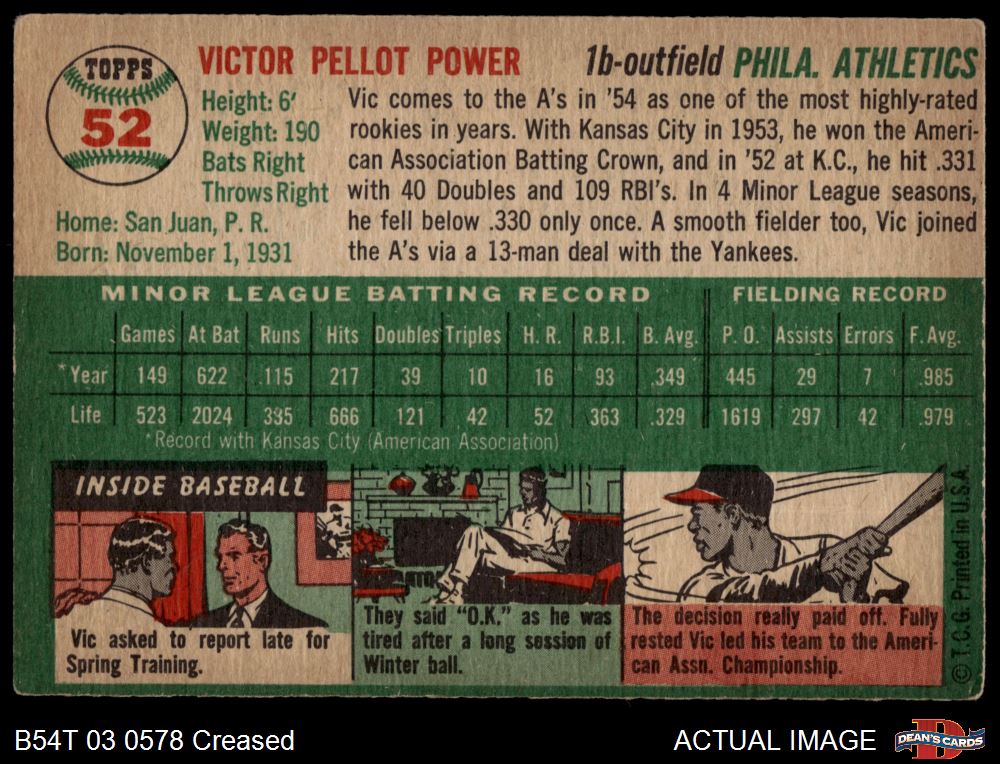 TOPPS
52
VICTOR PELLOT POWER 1b-outfield PHILA. ATHLETICS
Height: 6'
Weight: 190
Bats Right
Throws Right
Home: San Juan, P. R.
Born: November 1, 1931
Vic comes to the A's in '54 as one of the most highly-rated
rookies in years. With Kansas City in 1953, he won the Ameri-
can Association Batting Crown, and in '52 at K.C., he hit .331
with 40 Doubles and 109 RBI's. In 4 Minor League seasons,
he fell below .330 only once. A smooth fielder too, Vic joined
the A's via a 13-man deal with the Yankees.
MINOR LEAGUE BATTING RECORD FIELDING RECORD
Games At Bat Runs Hits Doubles Triples H. R. R.B.I. B. Avg. P. O. Assists Errors F. Avg.
*Year 149 622 115 217 39 10 16 93 .349 445 29 7 .985
Life 523 2024 335 666 121 42 52 363 .329 1619 297 42 .979
*Record with Kansas City (American Association)
INSIDE BASEBALL
Vic asked to report late for
Spring Training.
They said "O.K." as he was
tired after a long session of
Winter ball.
The decision really paid off. Fully
rested Vic led his team to the Ameri-
can Assn. Championship.
© T.C.G. Printed in U.S.A.
B54T 03 0578 Creased
ACTUAL IMAGE
DEAN'S CARDS